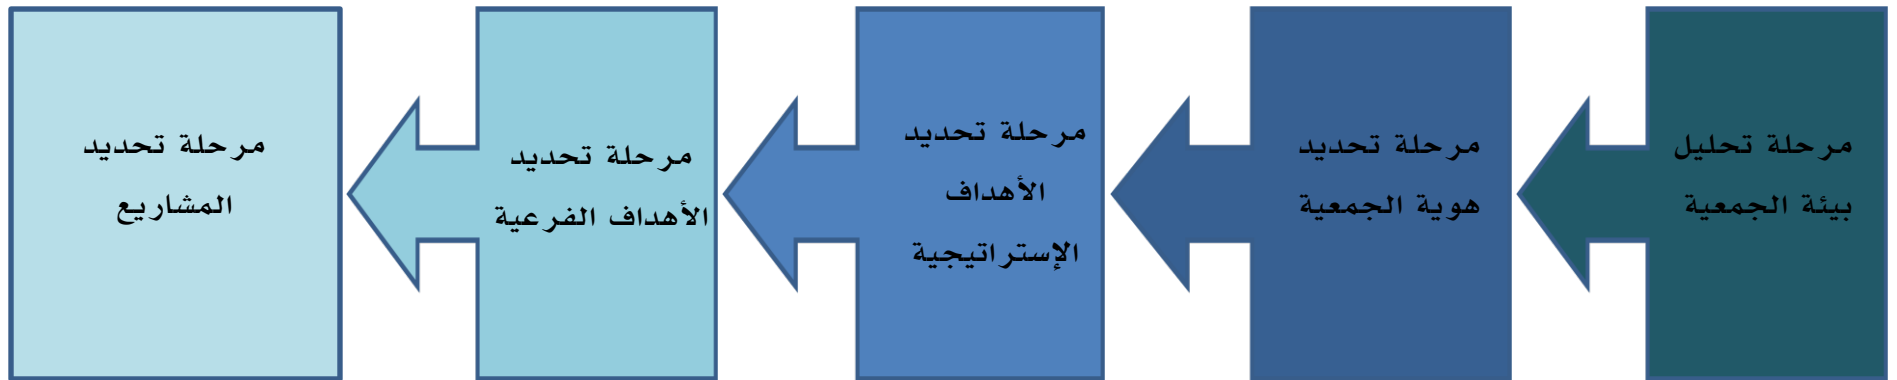 مرحلة تحليل
بيئة الجمعية
مرحلة تحديد
هوية الجمعية
مرحلة تحديد
الأهداف
الإستراتيجية
مرحلة تحديد
الأهداف الفرعية
مرحلة تحديد
المشاريع